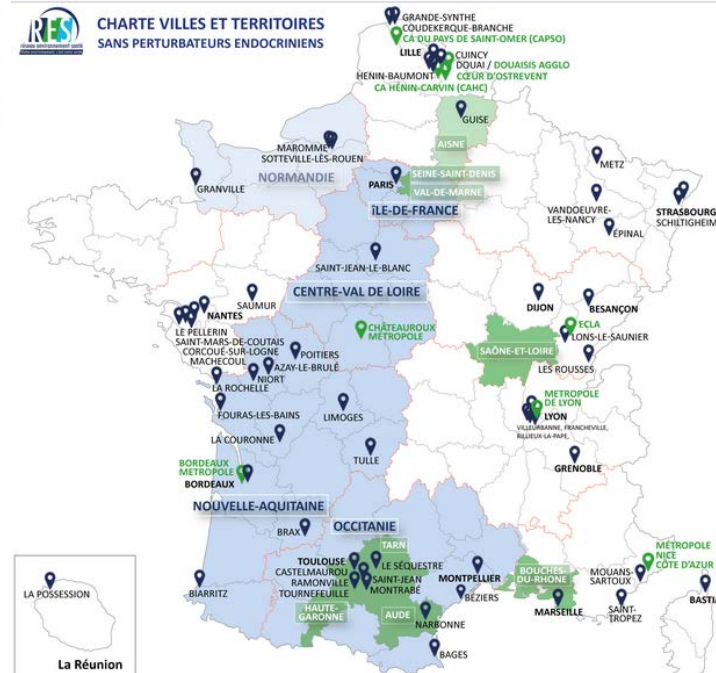 RES
réseau environnement santé
CHARTE VILLES ET TERRITOIRES
SANS PERTURBATEURS ENDOCRINIENS
GRANDE-SYNTHE
COUDEKERQUE-BRANCHE
CA DU PAYS DE SAINT-OMER (CAPSO)
LILLE
CUINCY
DOUAI / DOUAISIS AGGLO
HENIN-BAUMONT
CŒUR D'OSTREVENT
CA HÉNIN-CARVIN (CAHC)
GUISE
AISNE
MAROMME
SOTTEVILLE-LÈS-ROUEN
NORMANDIE
GRANVILLE
PARIS
SEINE-SAINT-DENIS
VAL-DE-MARNE
ÎLE-DE-FRANCE
METZ
VANDOEUVRE-
LES-NANCY
ÉPINAL
STRASBOURG
SCHILTIGHEIM
SAINT-JEAN-LE-BLANC
CENTRE-VAL DE LOIRE
SAUMUR
NANTES
LE PELLERIN
SAINT-MARS-DE-COUTAIS
CORCOUÉ-SUR-LOGNE
MACHECOUL
CHÂTEAUROUX
MÉTROPOLE
DIJON
BESANÇON
ECLA
LONS-LE-SAUNIER
SAÔNE-ET-LOIRE
LES ROUSSES
POITIERS
AZAY-LE-BRULÉ
NIORT
LA ROCHELLE
FOURAS-LES-BAINS
LIMOGES
LA COURONNE
TULLE
MÉTROPOLE
DE LYON
LYON
VILLEURBANNE, FRANCHEVILLE,
RILLIEUX-LA-PAPE,
GRENOBLE
BORDEAUX
MÉTROPOLE
BORDEAUX
NOUVELLE-AQUITAINE
BRAX
OCCITANIE
TARN
TOULOUSE
LE SÉQUESTRE
CASTELMAUROU
RAMONVILLE
SAINT-JEAN
TOURNEFEUILLE
MONTRABÉ
BIARRITZ
HAUTE-
GARONNE
AUDE
NARBONNE
BAGES
MONTPELLIER
BÉZIERS
BOUCHES-
DU-RHONE
MARSEILLE
MÉTROPOLE
NICE
CÔTE D'AZUR
MOUANS-
SARTOUX
SAINT-
TROPEZ
BASTIA
LA POSSESSION
La Réunion